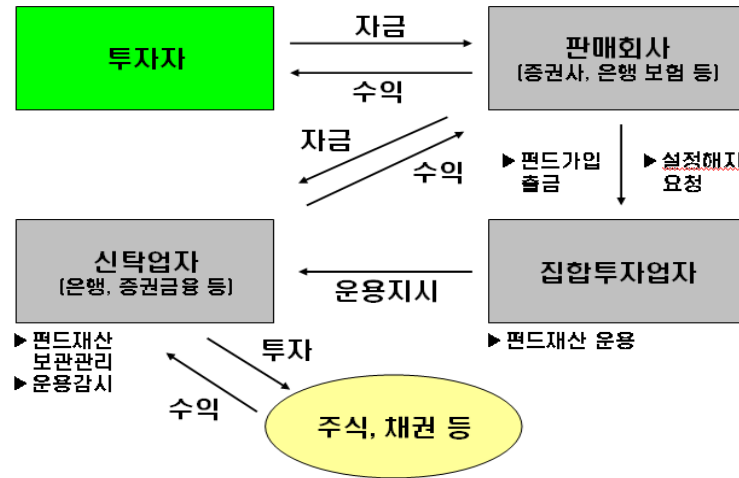 자금
투자자
판매회사
(증권사, 은행 보험 등)
수익
자금
수익
▶펀드가입
출금
▶설정해지
요청
신탁업자
(은행, 증권금융 등)
운용지시
집합투자업자
▶펀드재산
보관관리
▶운용감시
▶펀드재산 운용
투자
수익
주식, 채권 등